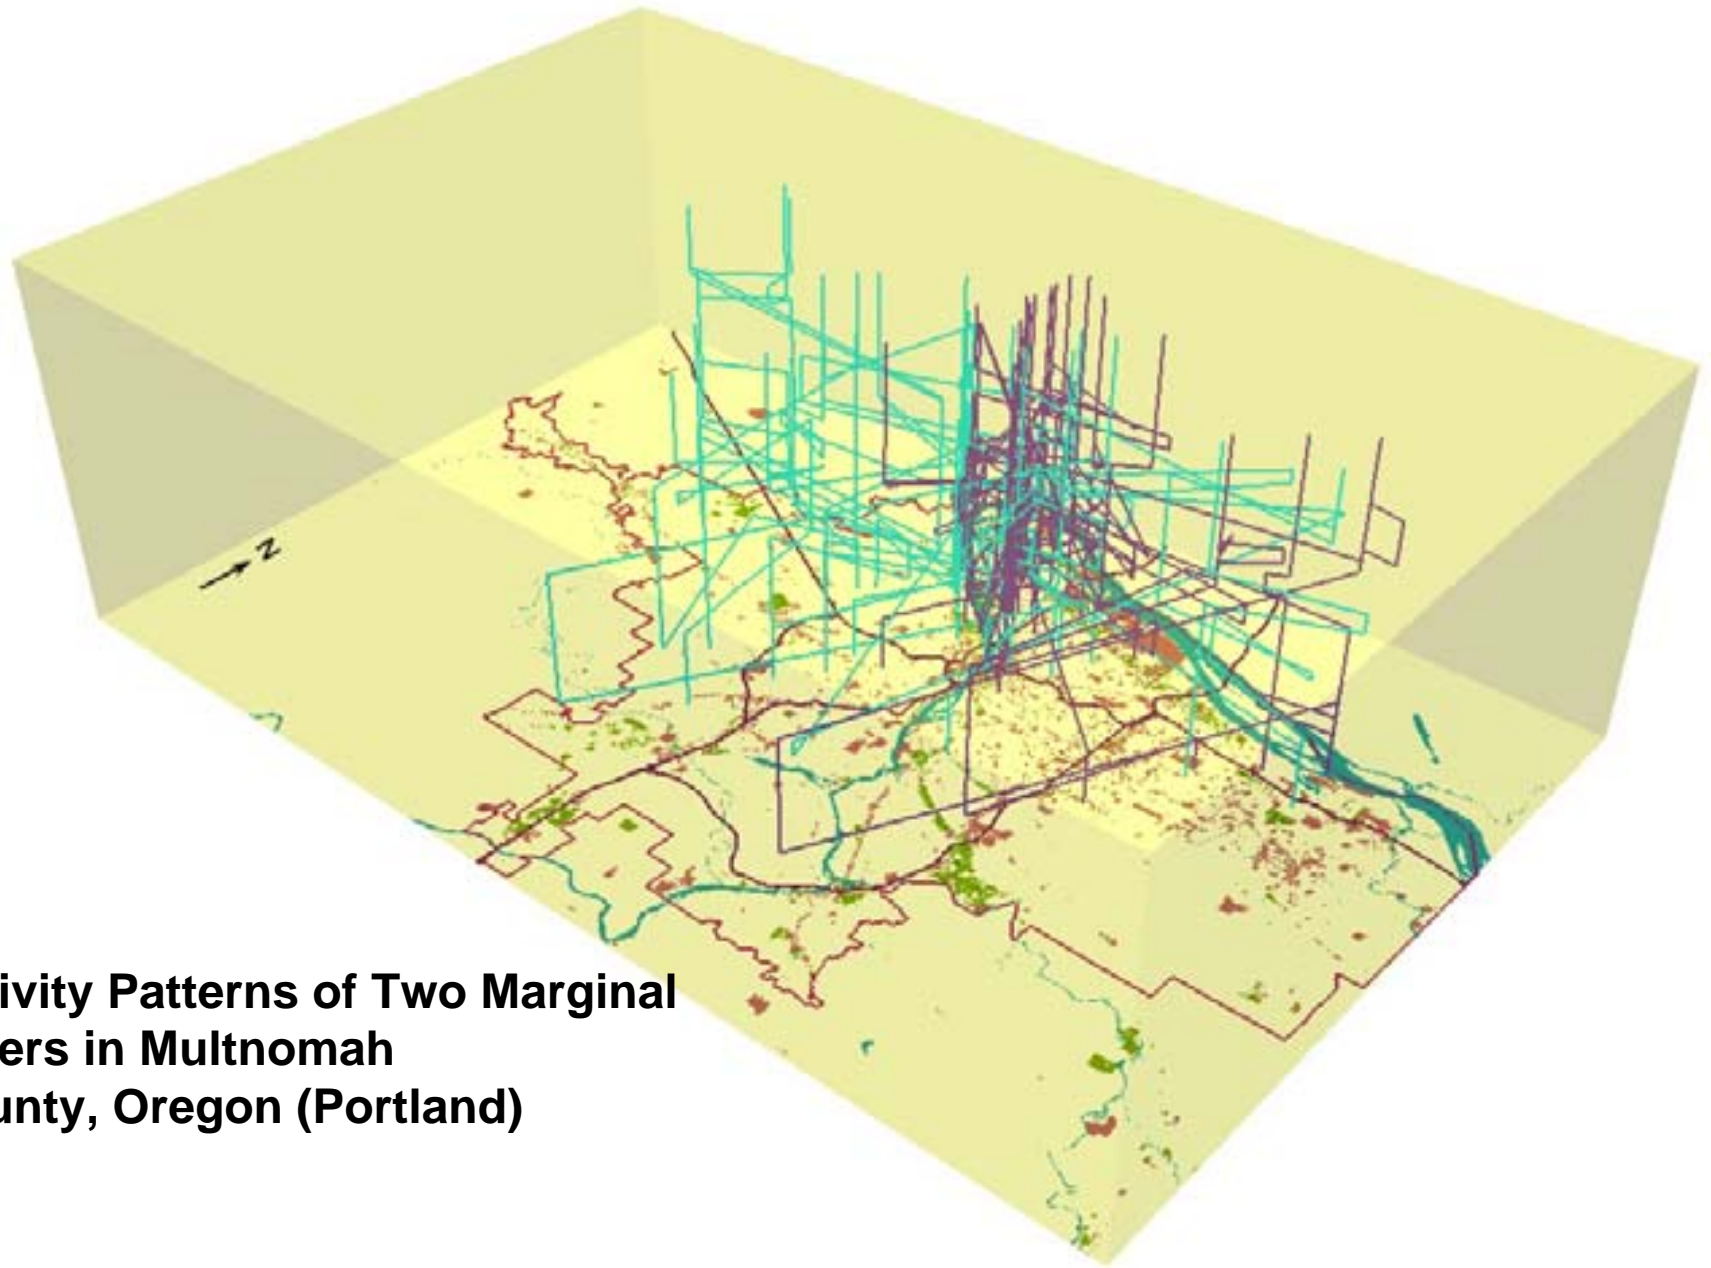 N
ivity Patterns of Two Marginal
ers in Multnomah
unty, Oregon (Portland)